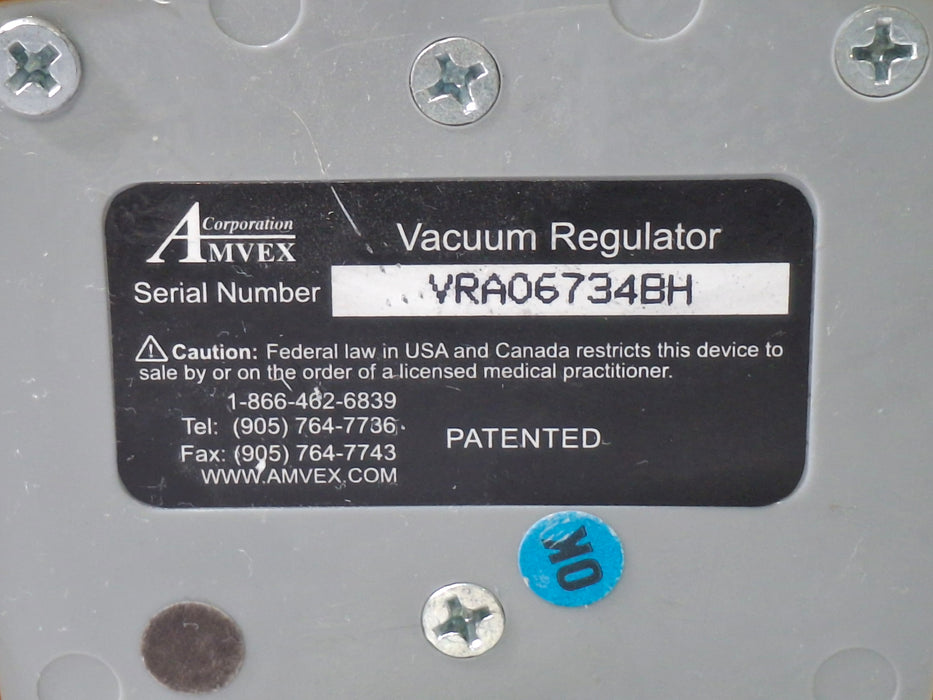 Corporation
AMVEX
Vacuum Regulator
Serial Number VRA06734BH
⚠ Caution: Federal law in USA and Canada restricts this device to
sale by or on the order of a licensed medical practitioner.
1-866-462-6839
Tel: (905) 764-7736
Fax: (905) 764-7743
WWW.AMVEX.COM
PATENTED
OK